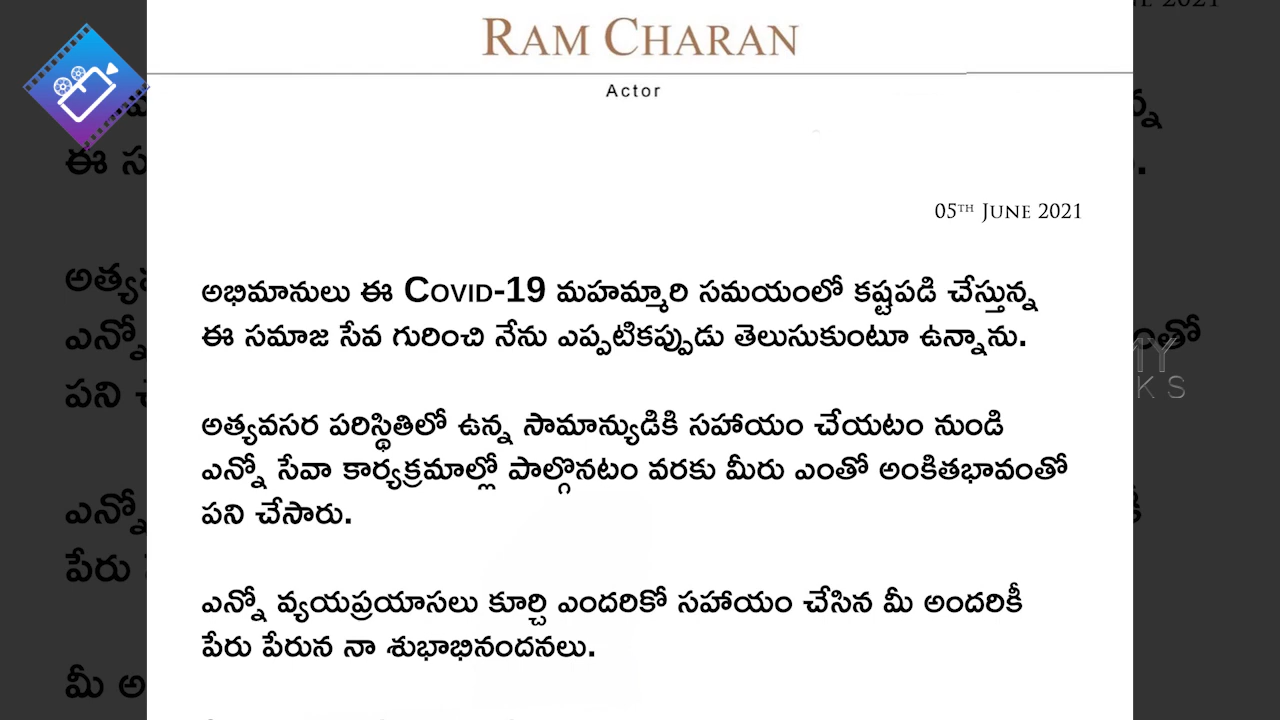 RAM CHARAN
Actor
05TH JUNE 2021
అభిమానులు ఈ COVID-19 మహమ్మారి సమయంలో కష్టపడి చేస్తున్న
ఈ సమాజ సేవ గురించి నేను ఎప్పటికప్పుడు తెలుసుకుంటూ ఉన్నాను.
అత్యవసర పరిస్థితిలో ఉన్న సామాన్యుడికి సహాయం చేయటం నుండి
ఎన్నో సేవా కార్యక్రమాల్లో పాల్గొనటం వరకు మీరు ఎంతో అంకితభావంతో
పని చేసారు.
ఎన్నో వ్యయప్రయాసలు కూర్చి ఎందరికో సహాయం చేసిన మీ అందరికీ
పేరు పేరున నా శుభాభినందనలు.